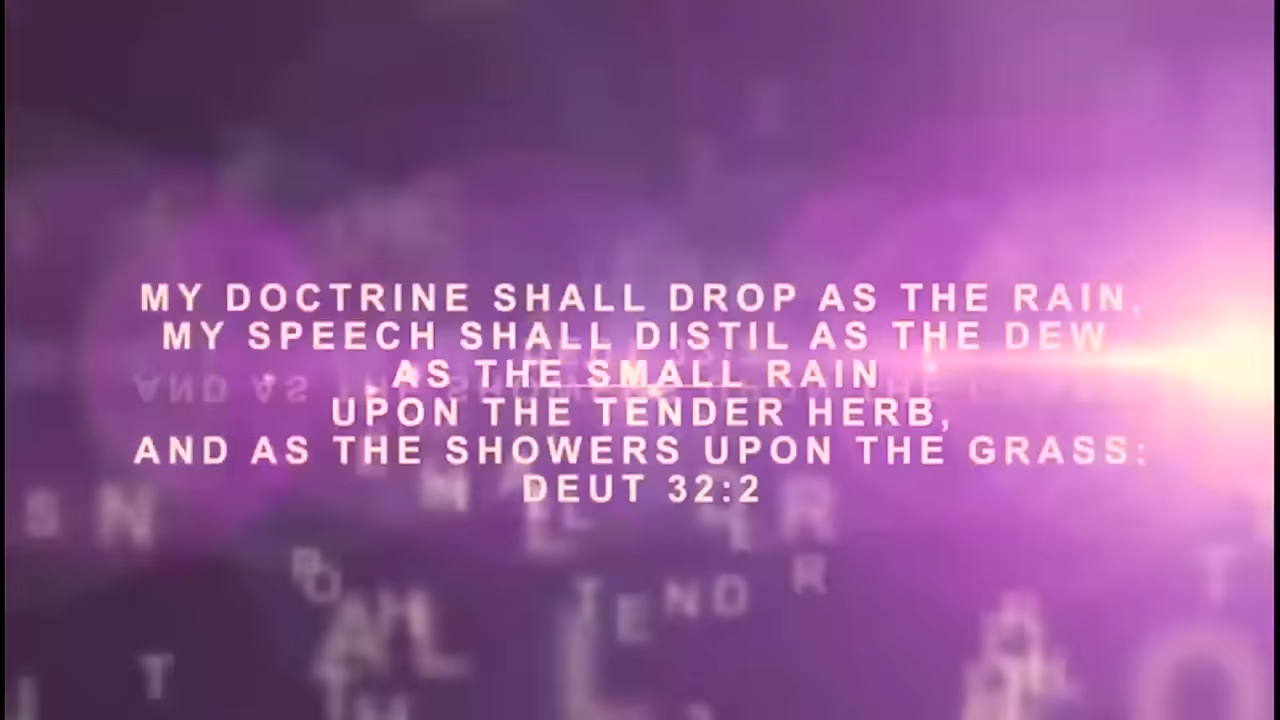 MY DOCTRINE SHALL DROP AS THE RAIN,
MY SPEECH SHALL DISTIL AS THE DEW
AS THE SMALL RAIN
UPON THE TENDER HERB,
AND AS THE SHOWERS UPON THE GRASS:
DEUT 32:2